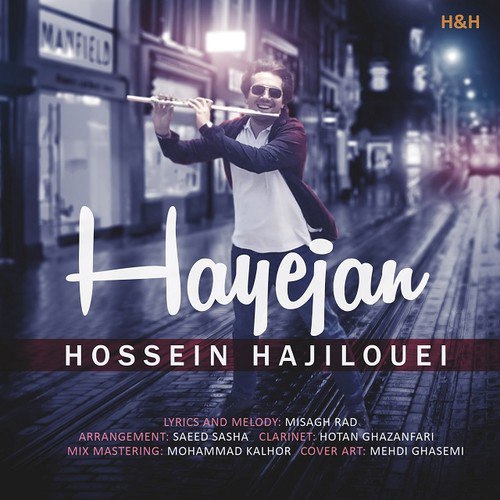 H&H
MANFIELD
Hayejan
HOSSEIN HAJILOUEI
LYRICS AND MELODY: MISAGH RAD
ARRANGEMENT: SAEED SASHA CLARINET: HOTAN GHAZANFARI
MIX MASTERING: MOHAMMAD KALHOR COVER ART: MEHDI GHASEMI